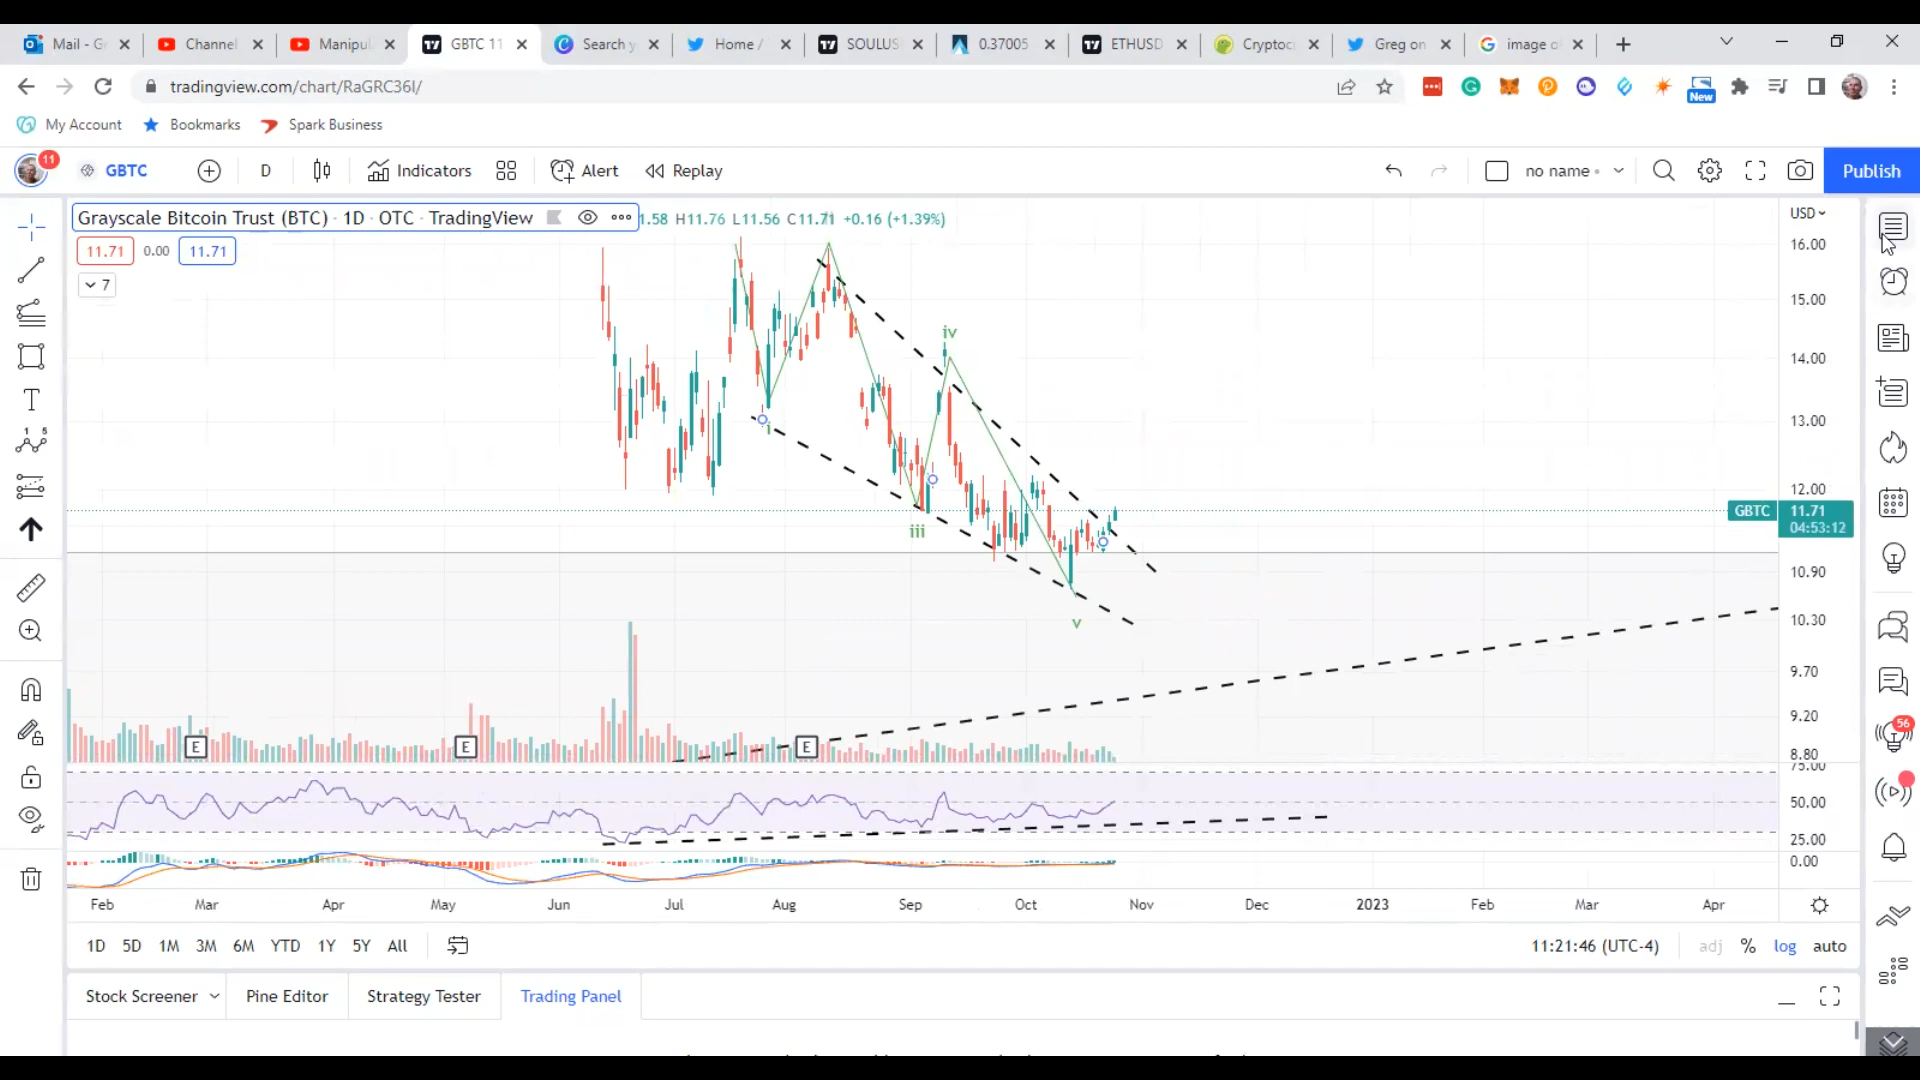 Mail - G
Channel
Manipul
GBTC 11
Search y
Home /
SOULUS
0.37005
ETHUSD
Cryptoc
Greg on
image o
tradingview.com/chart/RaGRC36I/
New
My Account
Bookmarks
Spark Business
11
GBTC
D
Indicators
Alert
Replay
no name
Publish
Grayscale Bitcoin Trust (BTC) · 1D · OTC · TradingView
1.58 H11.76 L11.56 C11.71 +0.16 (+1.39%)
USD
11.71
0.00
11.71
7
16.00
15.00
14.00
13.00
12.00
GBTC
11.71
04:53:12
10.90
10.30
9.70
9.20
8.80
75.00
50.00
25.00
0.00
i
iii
iv
v
E
E
E
56
Feb
Mar
Apr
May
Jun
Jul
Aug
Sep
Oct
Nov
Dec
2023
Feb
Mar
Apr
1D
5D
1M
3M
6M
YTD
1Y
5Y
All
11:21:46 (UTC-4)
adj
%
log
auto
Stock Screener
Pine Editor
Strategy Tester
Trading Panel